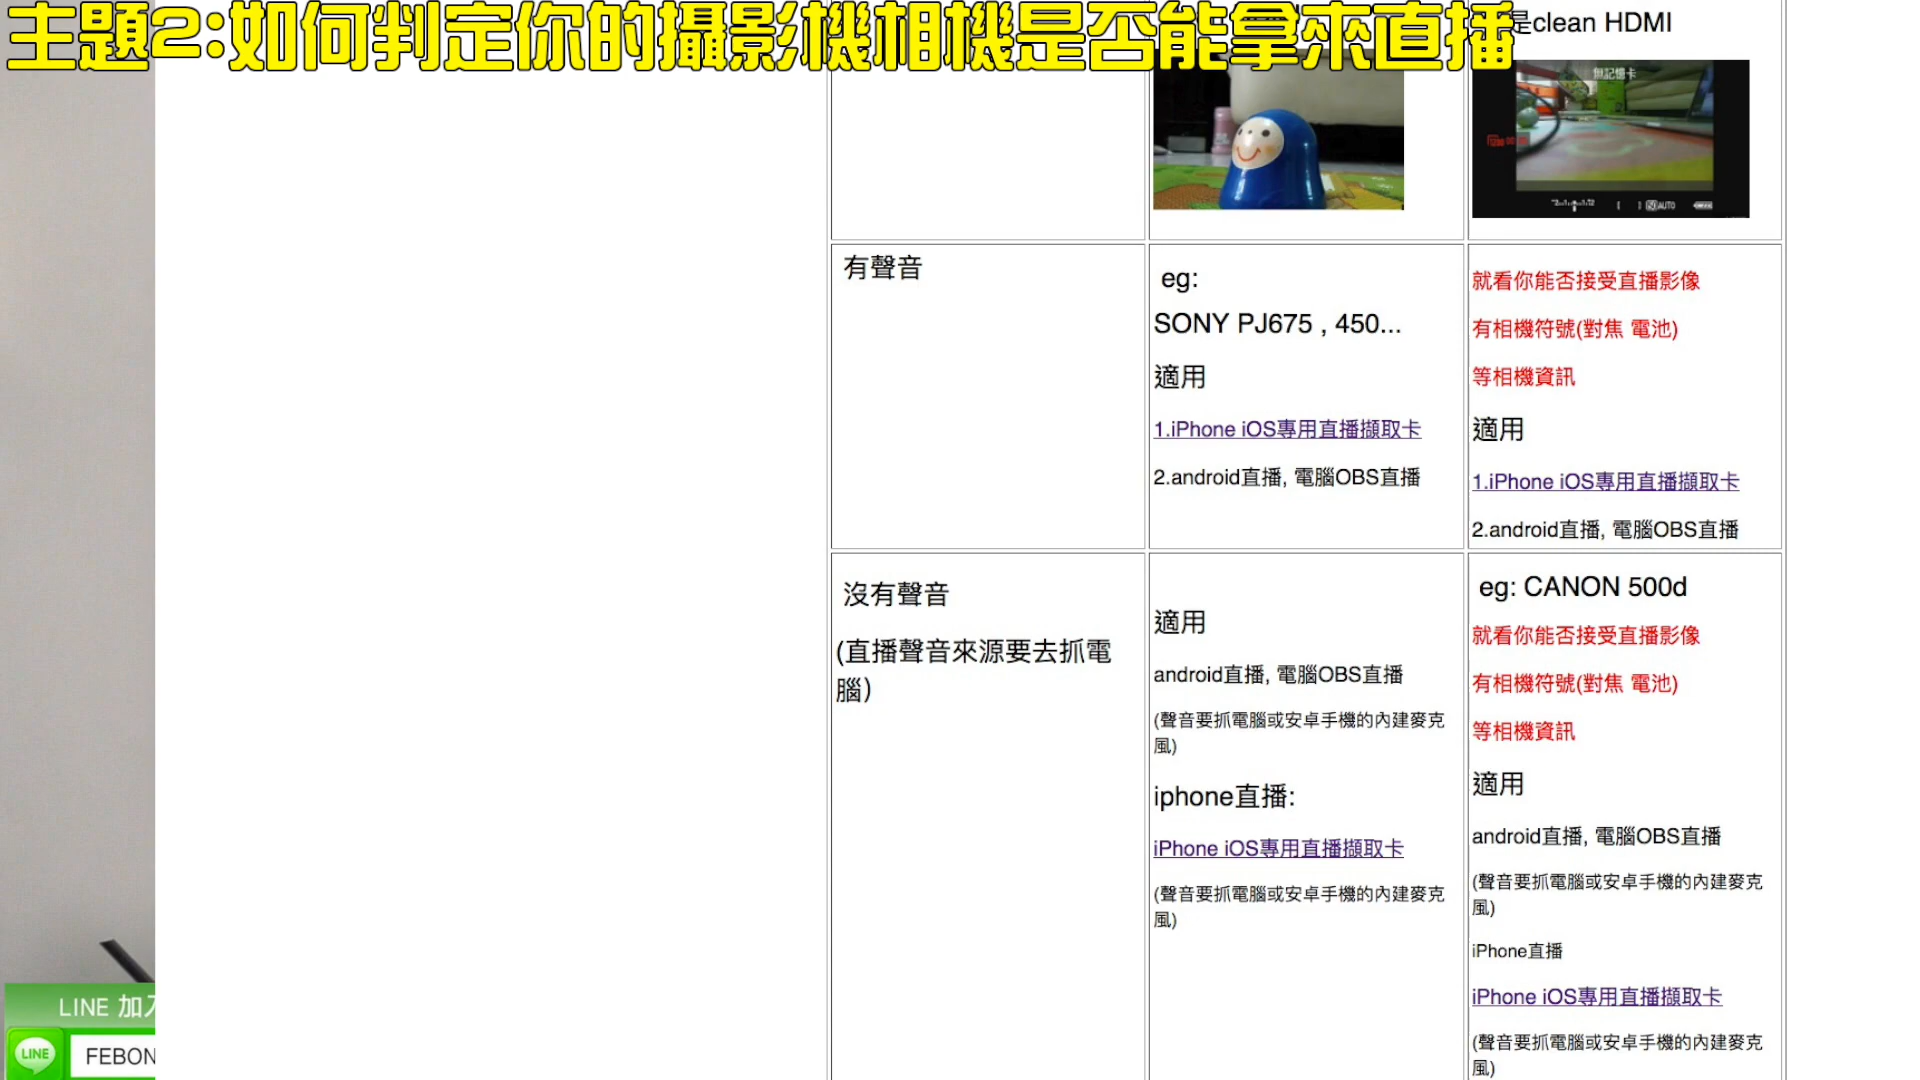 主題2:如何判定你的攝影機相機是否能拿來直播
是clean HDMI
無記憶卡
AUTO
有聲音
eg:
SONY PJ675 , 450...
適用
1.iPhone iOS專用直播擷取卡
2.android直播, 電腦OBS直播
就看你能否接受直播影像
有相機符號(對焦 電池)
等相機資訊
適用
1.iPhone iOS專用直播擷取卡
2.android直播, 電腦OBS直播
沒有聲音
(直播聲音來源要去抓電
腦)
適用
android直播, 電腦OBS直播
(聲音要抓電腦或安卓手機的內建麥克
風)
iphone直播:
iPhone iOS專用直播擷取卡
(聲音要抓電腦或安卓手機的內建麥克
風)
eg: CANON 500d
就看你能否接受直播影像
有相機符號(對焦 電池)
等相機資訊
適用
android直播, 電腦OBS直播
(聲音要抓電腦或安卓手機的內建麥克
風)
iPhone直播
iPhone iOS專用直播擷取卡
(聲音要抓電腦或安卓手機的內建麥克
風)
LINE 加入
LINE
FEBON